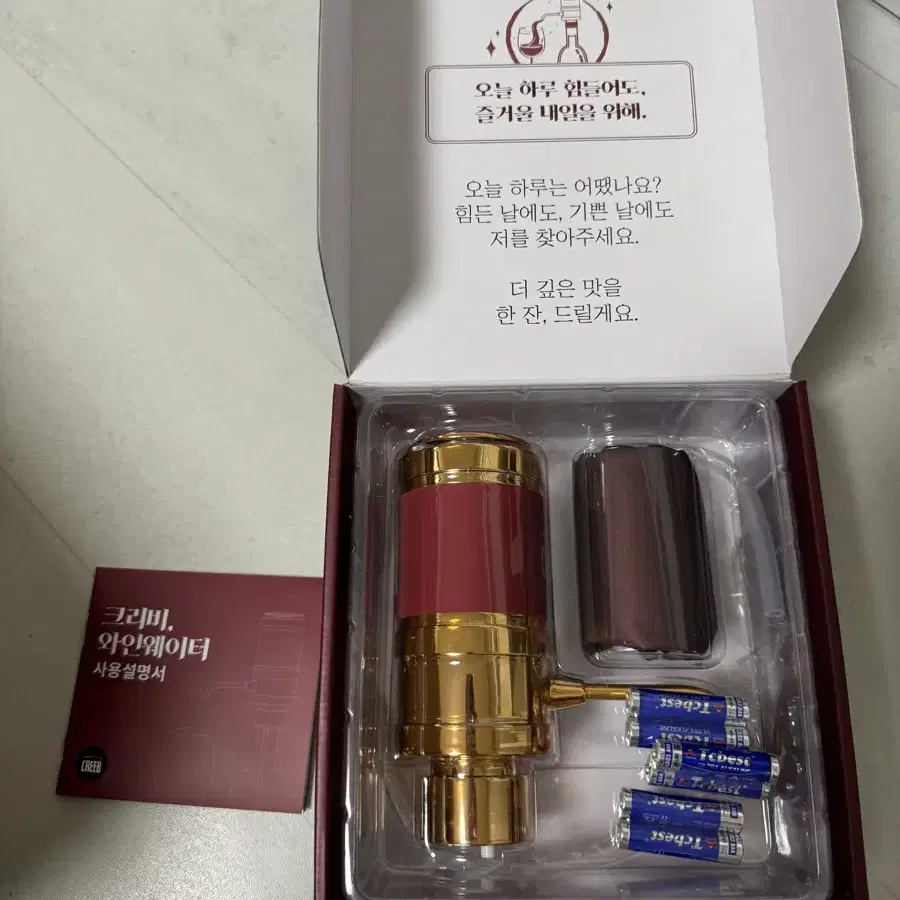 오늘 하루 힘들어도,
즐거울 내일을 위해.
오늘 하루는 어땠나요?
힘든 날에도, 기쁜 날에도
저를 찾아주세요.
더 깊은 맛을
한 잔, 드릴게요.
크리비,
와인웨이터
사용설명서
CREEB
Tcbest
Tcbest
Tcbest
Tcbest